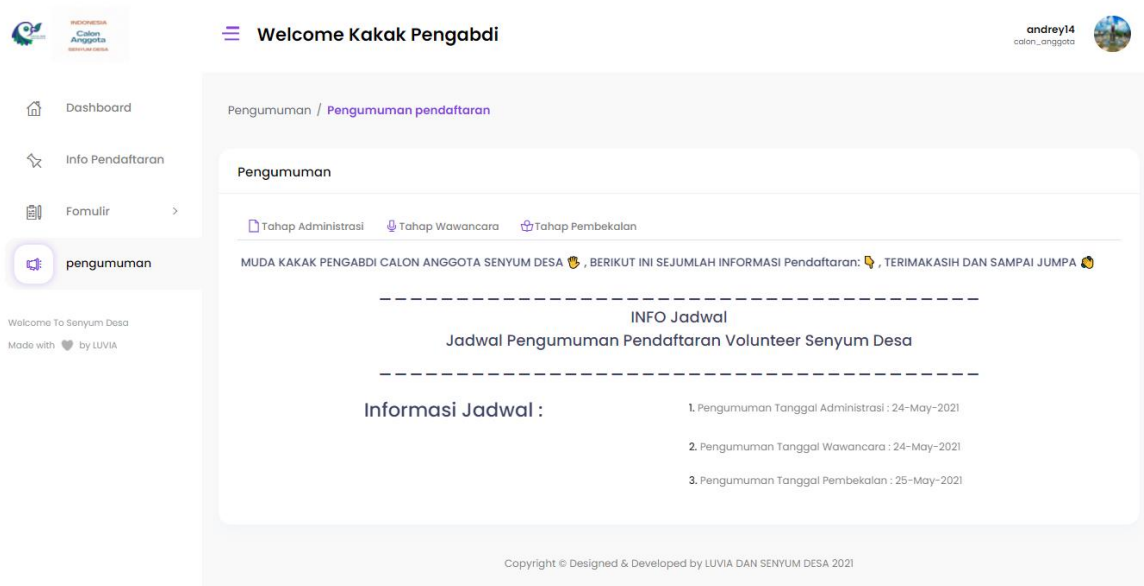 INDONESIA
Calon
Anggota
SENYUM DESA
Welcome Kakak Pengabdi
andrey14
calon_anggota
Dashboard
Info Pendaftaran
Fomulir
pengumuman
Welcome To Senyum Desa
Made with by LUVIA
Pengumuman / Pengumuman pendaftaran
Pengumuman
Tahap Administrasi Tahap Wawancara Tahap Pembekalan
MUDA KAKAK PENGABDI CALON ANGGOTA SENYUM DESA 🖐, BERIKUT INI SEJUMLAH INFORMASI Pendaftaran: 👇, TERIMAKASIH DAN SAMPAI JUMPA 👏
_______________________________________
INFO Jadwal
Jadwal Pengumuman Pendaftaran Volunteer Senyum Desa
_______________________________________
Informasi Jadwal :
1. Pengumuman Tanggal Administrasi : 24-May-2021
2. Pengumuman Tanggal Wawancara : 24-May-2021
3. Pengumuman Tanggal Pembekalan : 25-May-2021
Copyright © Designed & Developed by LUVIA DAN SENYUM DESA 2021